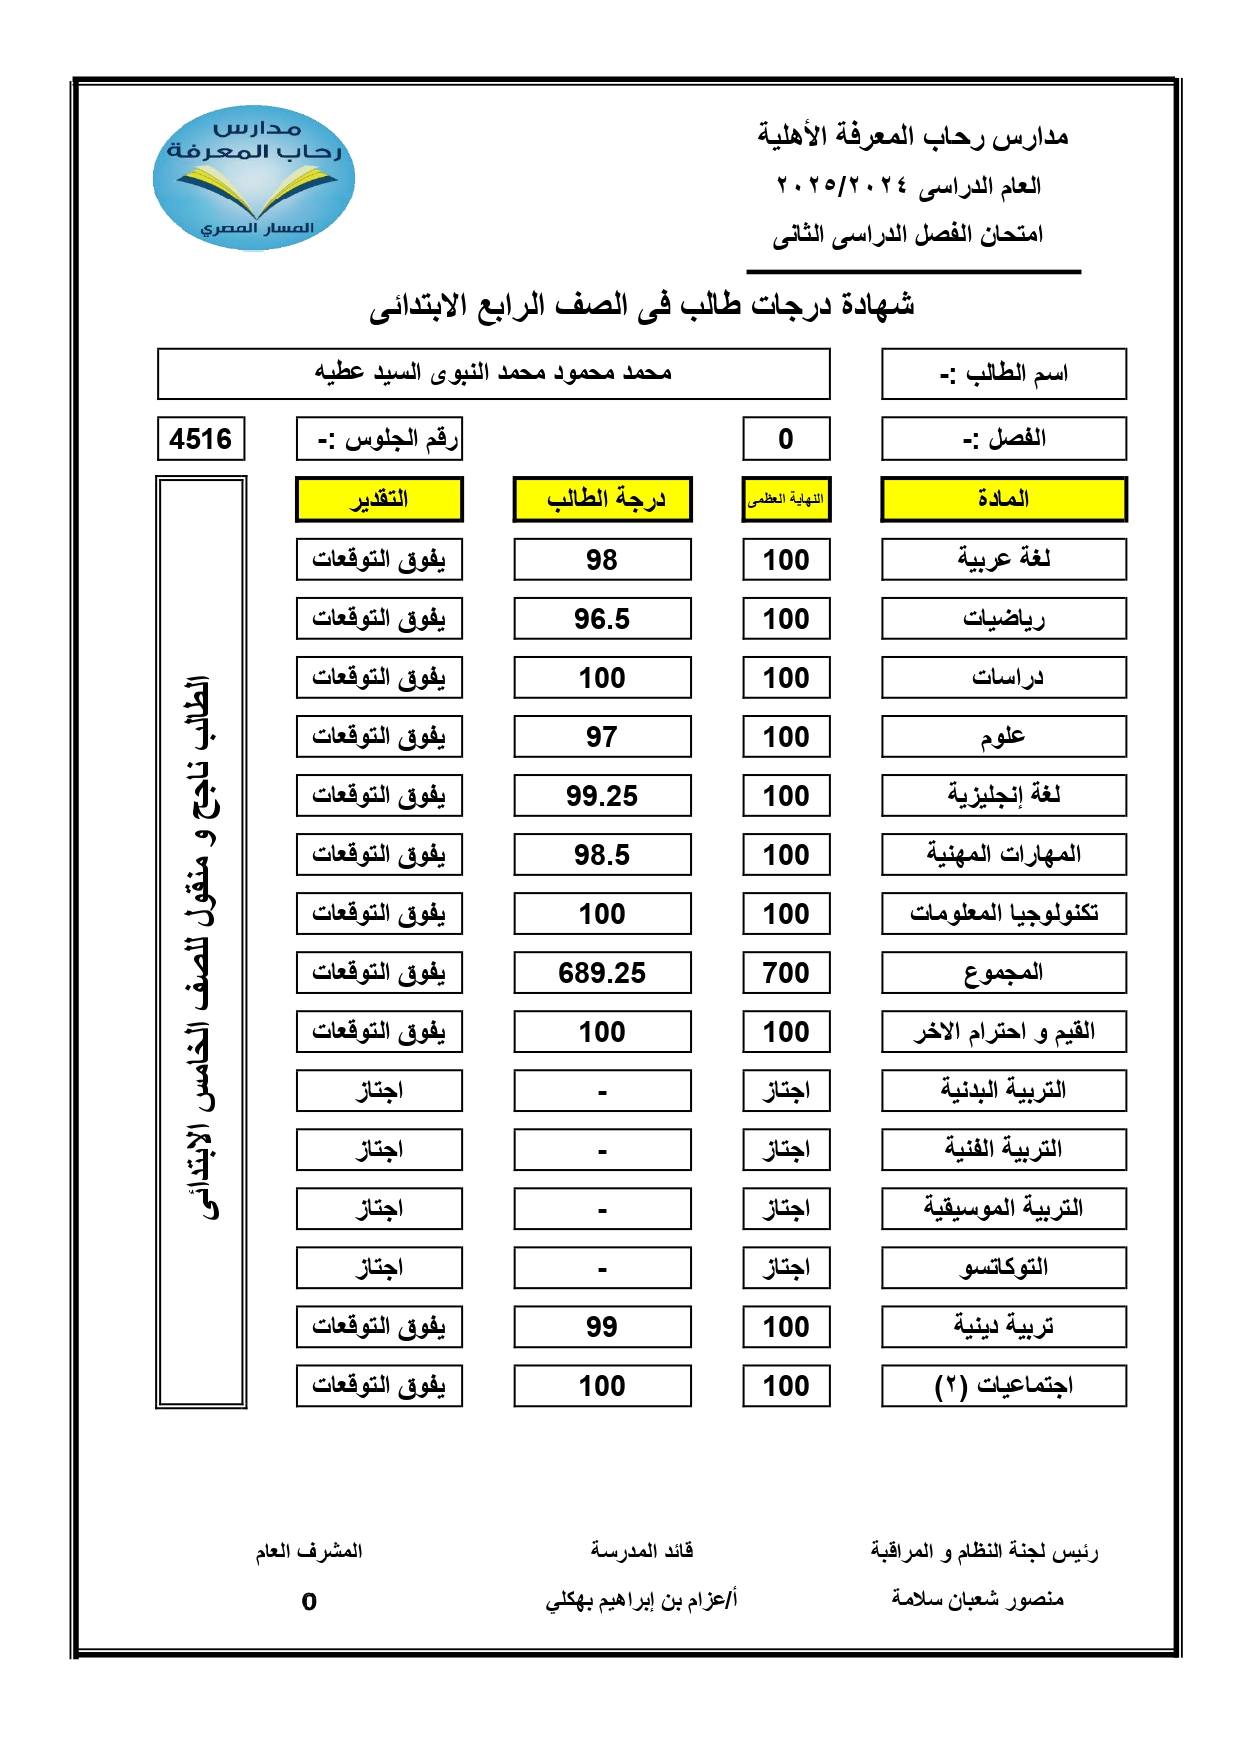 مدارس رحاب المعرفة الأهلية
العام الدراسى ٢٠٢٥/٢٠٢٤
امتحان الفصل الدراسى الثانى
مدارس
رحاب المعرفة
المسار المصري
شهادة درجات طالب فى الصف الرابع الابتدائى
اسم الطالب :- محمد محمود محمد النبوى السيد عطيه
الفصل :- 0 رقم الجلوس :- 4516
المادة النهاية العظمى درجة الطالب التقدير
لغة عربية 100 98 يفوق التوقعات
رياضيات 100 96.5 يفوق التوقعات
دراسات 100 100 يفوق التوقعات
علوم 100 97 يفوق التوقعات
لغة إنجليزية 100 99.25 يفوق التوقعات
المهارات المهنية 100 98.5 يفوق التوقعات
تكنولوجيا المعلومات 100 100 يفوق التوقعات
المجموع 700 689.25 يفوق التوقعات
القيم و احترام الاخر 100 100 يفوق التوقعات
التربية البدنية اجتاز - اجتاز
التربية الفنية اجتاز - اجتاز
التربية الموسيقية اجتاز - اجتاز
التوكاتسو اجتاز - اجتاز
تربية دينية 100 99 يفوق التوقعات
اجتماعيات (٢) 100 100 يفوق التوقعات
الطالب ناجح و منقول للصف الخامس الابتدائى
رئيس لجنة النظام و المراقبة قائد المدرسة المشرف العام
منصور شعبان سلامة أ/عزام بن إبراهيم بهكلي 0